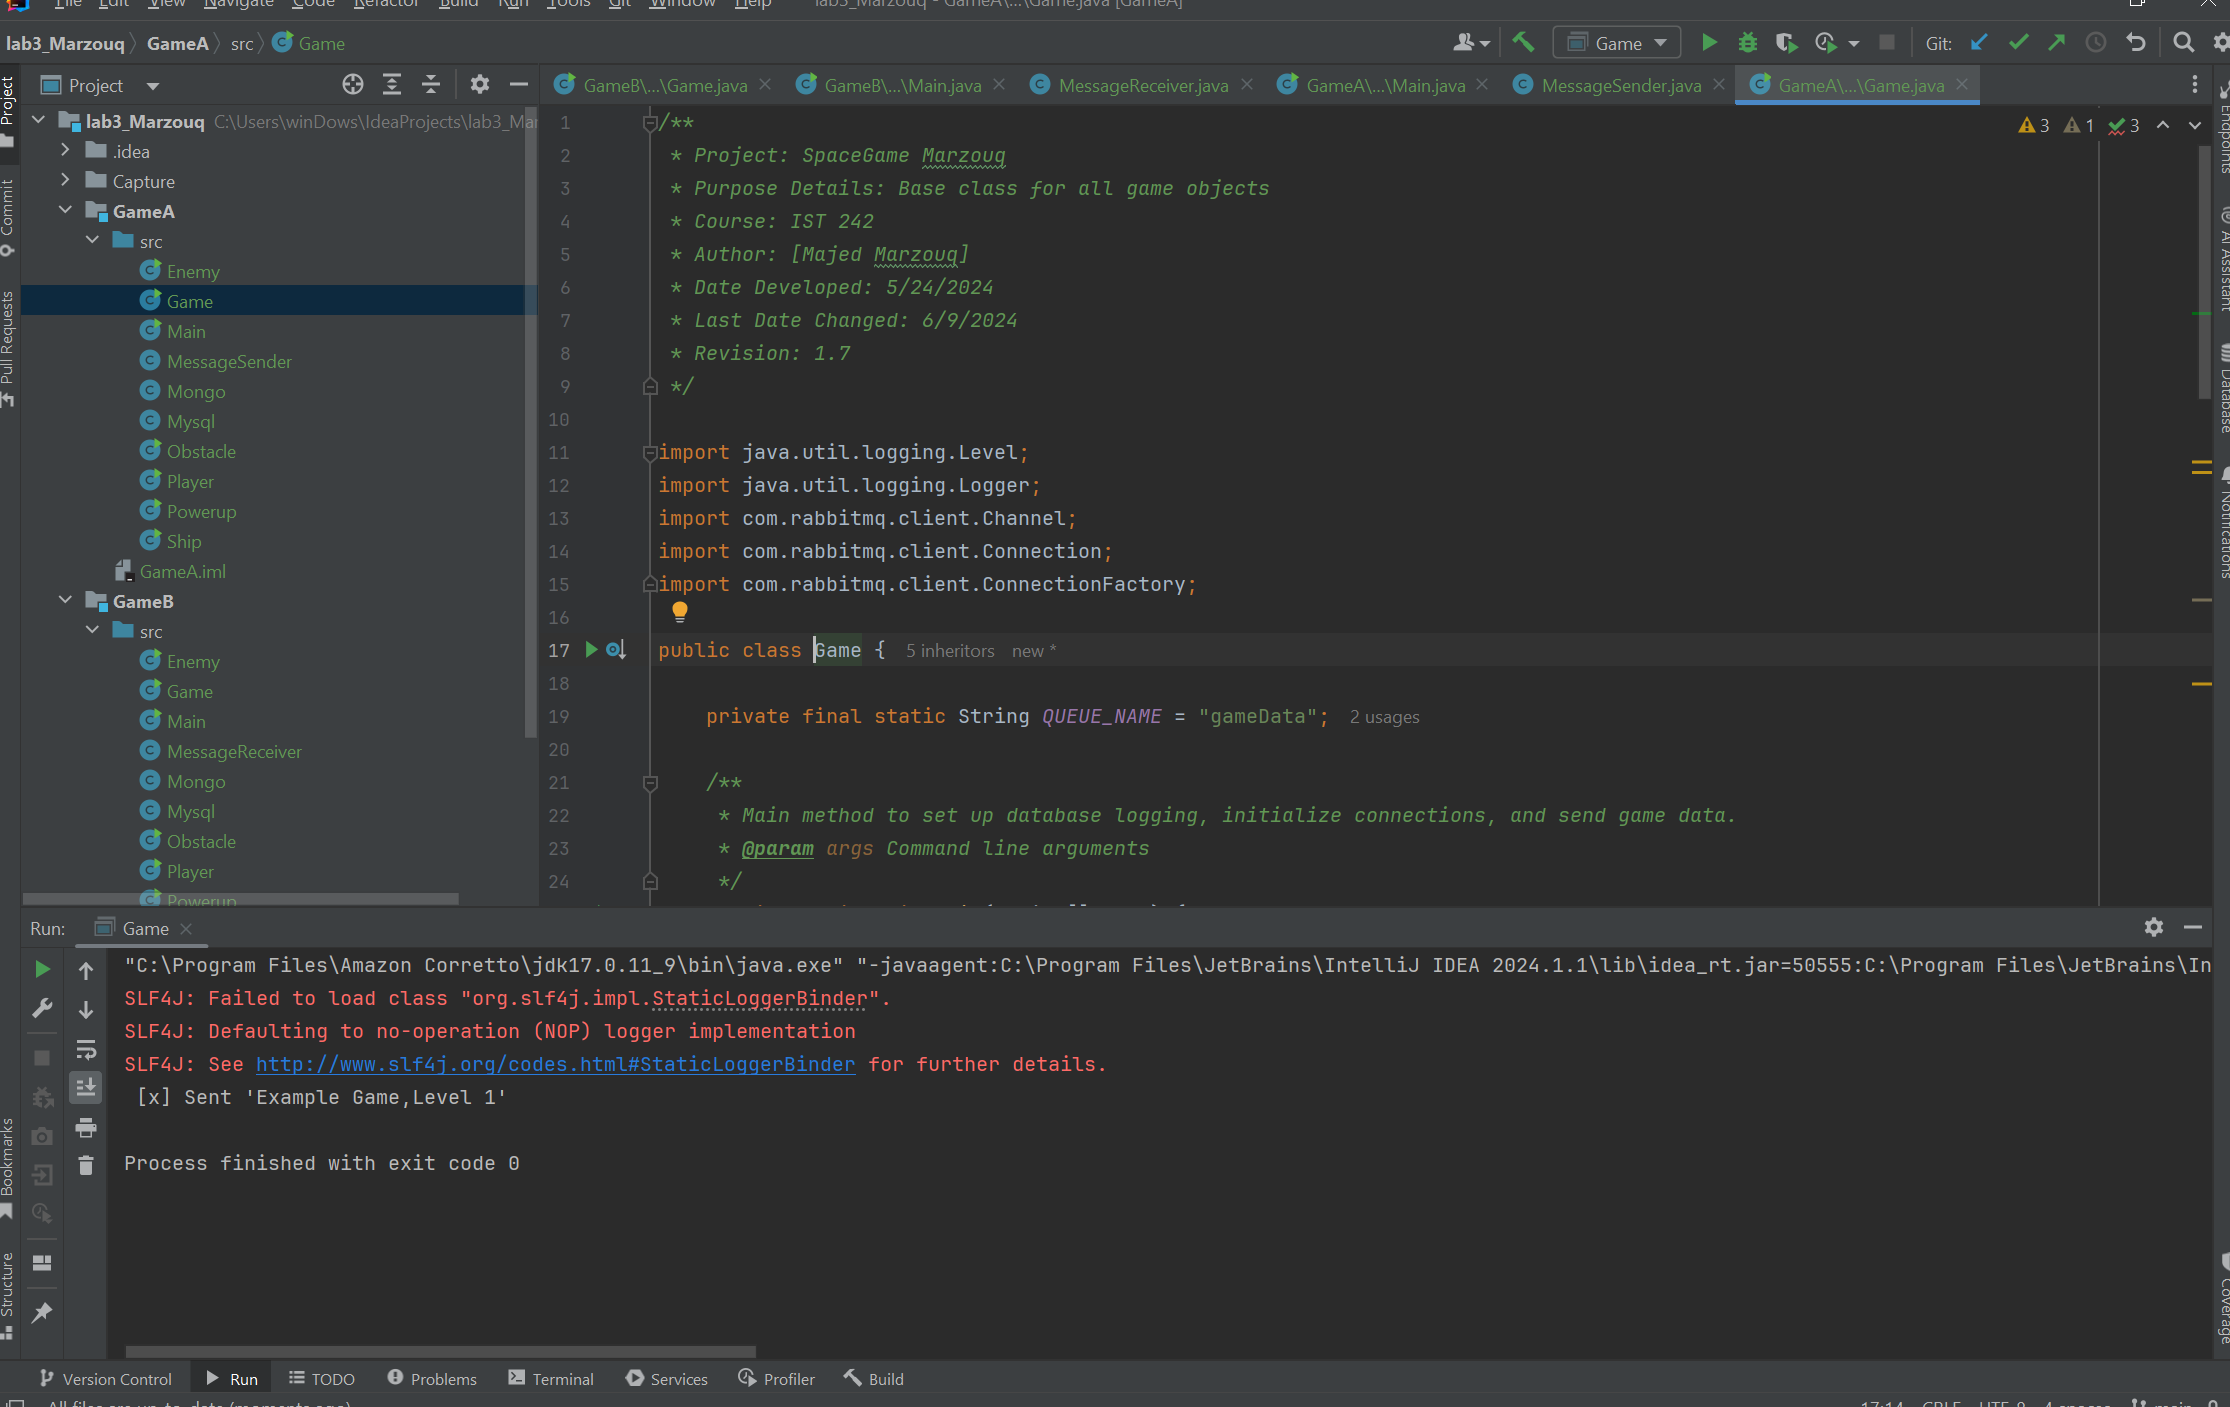 File Edit View Navigate Code Refactor Build Run Tools Git Window Help lab3_Marzouq - GameA\...\Game.java [GameA]
lab3_Marzouq GameA src Game
Game
Git:
Project
GameB\...\Game.java
GameB\...\Main.java
MessageReceiver.java
GameA\...\Main.java
MessageSender.java
GameA\...\Game.java
Project
Commit
Pull Requests
Bookmarks
Structure
lab3_Marzouq C:\Users\winDows\IdeaProjects\lab3_Mar
.idea
Capture
GameA
src
Enemy
Game
Main
MessageSender
Mongo
Mysql
Obstacle
Player
Powerup
Ship
GameA.iml
GameB
src
Enemy
Game
Main
MessageReceiver
Mongo
Mysql
Obstacle
Player
Powerup
3 1 3
1 /**
2 * Project: SpaceGame Marzouq
3 * Purpose Details: Base class for all game objects
4 * Course: IST 242
5 * Author: [Majed Marzouq]
6 * Date Developed: 5/24/2024
7 * Last Date Changed: 6/9/2024
8 * Revision: 1.7
9 */
10
11 import java.util.logging.Level;
12 import java.util.logging.Logger;
13 import com.rabbitmq.client.Channel;
14 import com.rabbitmq.client.Connection;
15 import com.rabbitmq.client.ConnectionFactory;
16
17 public class Game { 5 inheritors new *
18
19 private final static String QUEUE_NAME = "gameData"; 2 usages
20
21 /**
22 * Main method to set up database logging, initialize connections, and send game data.
23 * @param args Command line arguments
24 */
Endpoints
AI Assistant
Database
Notifications
Coverage
Run: Game
"C:\Program Files\Amazon Corretto\jdk17.0.11_9\bin\java.exe" "-javaagent:C:\Program Files\JetBrains\IntelliJ IDEA 2024.1.1\lib\idea_rt.jar=50555:C:\Program Files\JetBrains\In
SLF4J: Failed to load class "org.slf4j.impl.StaticLoggerBinder".
SLF4J: Defaulting to no-operation (NOP) logger implementation
SLF4J: See http://www.slf4j.org/codes.html#StaticLoggerBinder for further details.
[x] Sent 'Example Game,Level 1'
Process finished with exit code 0
Version Control Run TODO Problems Terminal Services Profiler Build
All files are up-to-date (moments ago) 17:14 CRLF UTF-8 4 spaces main